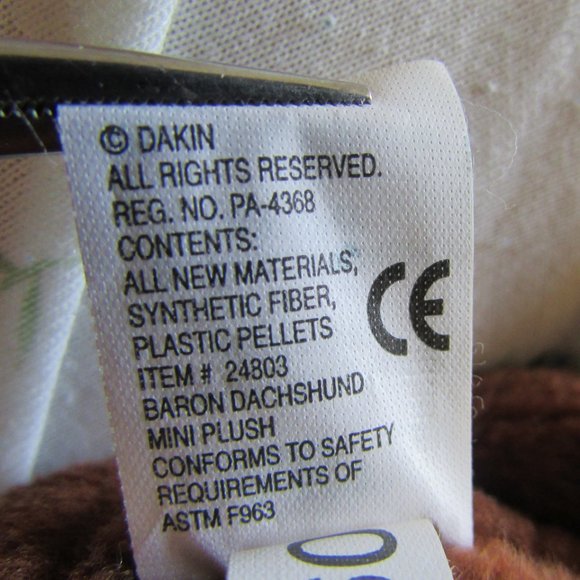 © DAKIN
ALL RIGHTS RESERVED.
REG. NO. PA-4368
CONTENTS:
ALL NEW MATERIALS,
SYNTHETIC FIBER,
PLASTIC PELLETS
CE
ITEM # 24803
BARON DACHSHUND
MINI PLUSH
CONFORMS TO SAFETY
REQUIREMENTS OF
ASTM F963